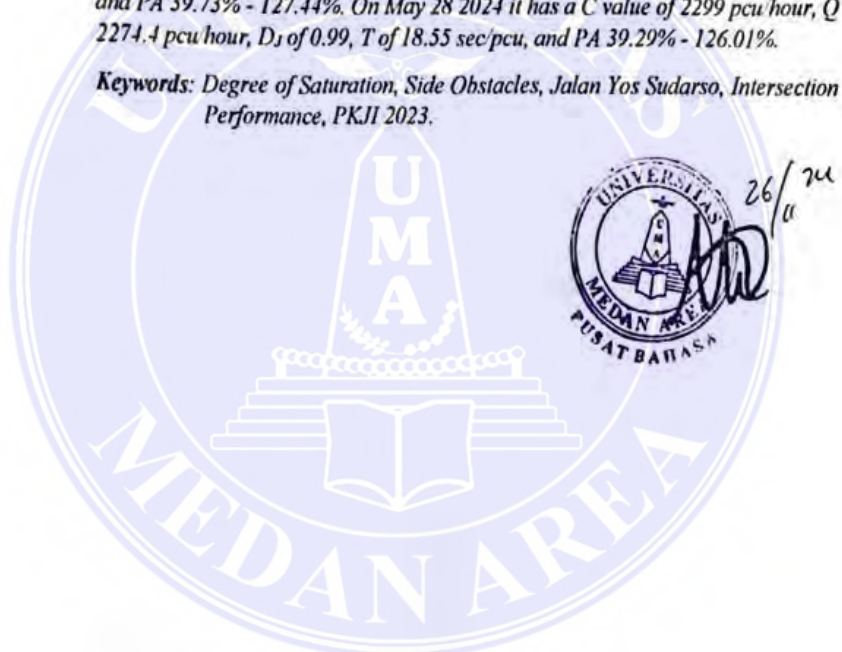 and PA 39.73% - 127.44%. On May 28 2024 it has a C value of 2299 pcu/hour, Q
2274.4 pcu/hour, DJ of 0.99, T of 18.55 sec/pcu, and PA 39.29% - 126.01%.
Keywords: Degree of Saturation, Side Obstacles, Jalan Yos Sudarso, Intersection
Performance, PKJI 2023.
UNIVERSITAS
MEDAN AREA
PUSAT BAHASA
26/
UMA
MEDAN AREA